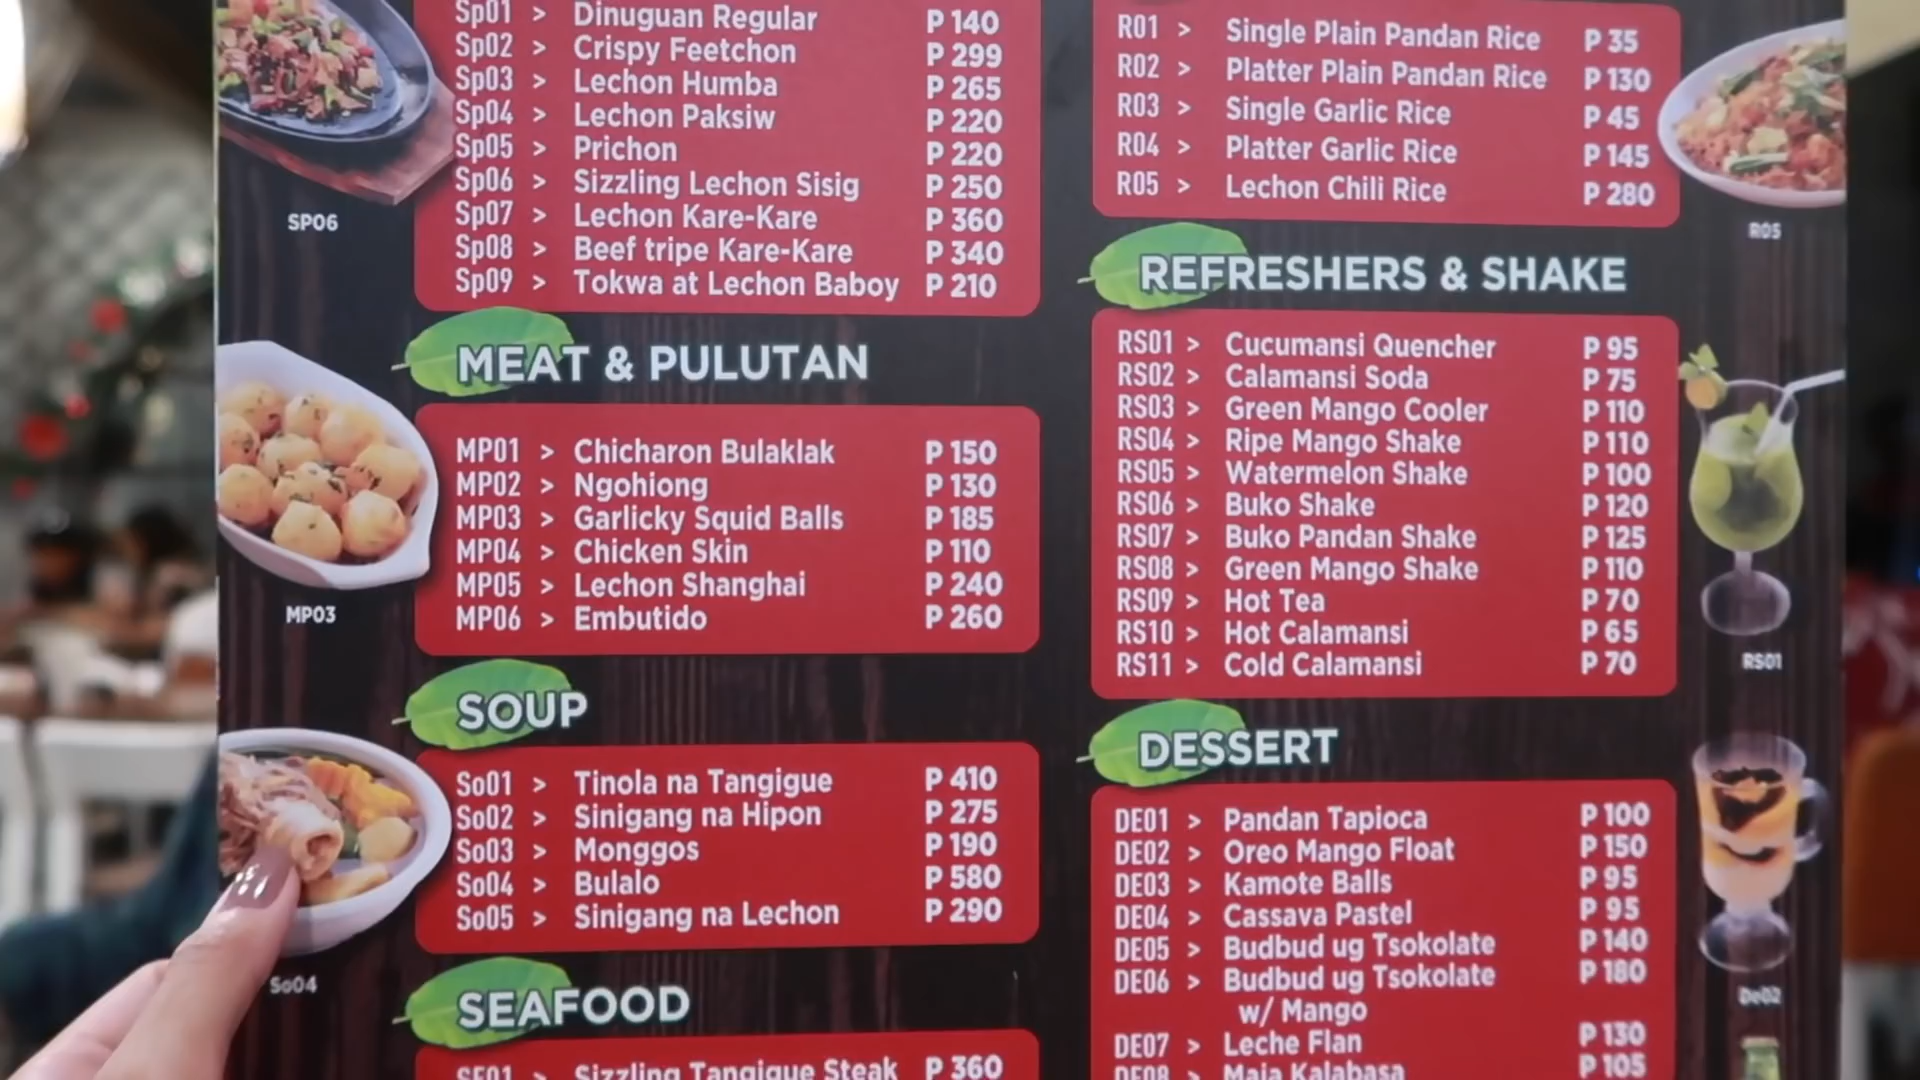 Sp01 > Dinuguan Regular P 140
Sp02 > Crispy Feetchon P 299
Sp03 > Lechon Humba P 265
Sp04 > Lechon Paksiw P 220
Sp05 > Prichon P 220
Sp06 > Sizzling Lechon Sisig P 250
Sp07 > Lechon Kare-Kare P 360
Sp08 > Beef tripe Kare-Kare P 340
Sp09 > Tokwa at Lechon Baboy P 210
SP06
MEAT & PULUTAN
MP01 > Chicharon Bulaklak P 150
MP02 > Ngohiong P 130
MP03 > Garlicky Squid Balls P 185
MP04 > Chicken Skin P 110
MP05 > Lechon Shanghai P 240
MP06 > Embutido P 260
MP03
SOUP
So01 > Tinola na Tangigue P 410
So02 > Sinigang na Hipon P 275
So03 > Monggos P 190
So04 > Bulalo P 580
So05 > Sinigang na Lechon P 290
So04
SEAFOOD
SF01 > Sizzling Tangigue Steak P 360
R01 > Single Plain Pandan Rice P 35
R02 > Platter Plain Pandan Rice P 130
R03 > Single Garlic Rice P 45
R04 > Platter Garlic Rice P 145
R05 > Lechon Chili Rice P 280
R05
REFRESHERS & SHAKE
RS01 > Cucumansi Quencher P 95
RS02 > Calamansi Soda P 75
RS03 > Green Mango Cooler P 110
RS04 > Ripe Mango Shake P 110
RS05 > Watermelon Shake P 100
RS06 > Buko Shake P 120
RS07 > Buko Pandan Shake P 125
RS08 > Green Mango Shake P 110
RS09 > Hot Tea P 70
RS10 > Hot Calamansi P 65
RS11 > Cold Calamansi P 70
RS01
DESSERT
DE01 > Pandan Tapioca P 100
DE02 > Oreo Mango Float P 150
DE03 > Kamote Balls P 95
DE04 > Cassava Pastel P 95
DE05 > Budbud ug Tsokolate P 140
DE06 > Budbud ug Tsokolate P 180
w/ Mango
DE07 > Leche Flan P 130
DE08 > Maja Kalabasa P 105
De02